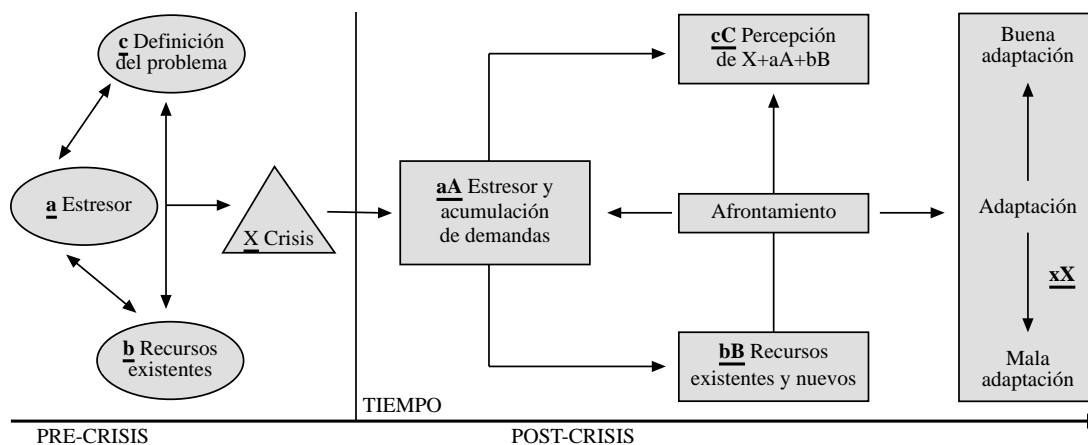 c Definición
del problema
a Estresor
X Crisis
b Recursos
existentes
cC Percepción
de X+aA+bB
aA Estresor y
acumulación
de demandas
Afrontamiento
bB Recursos
existentes y nuevos
Buena
adaptación
Adaptación
xX
Mala
adaptación
TIEMPO
PRE-CRISIS
POST-CRISIS